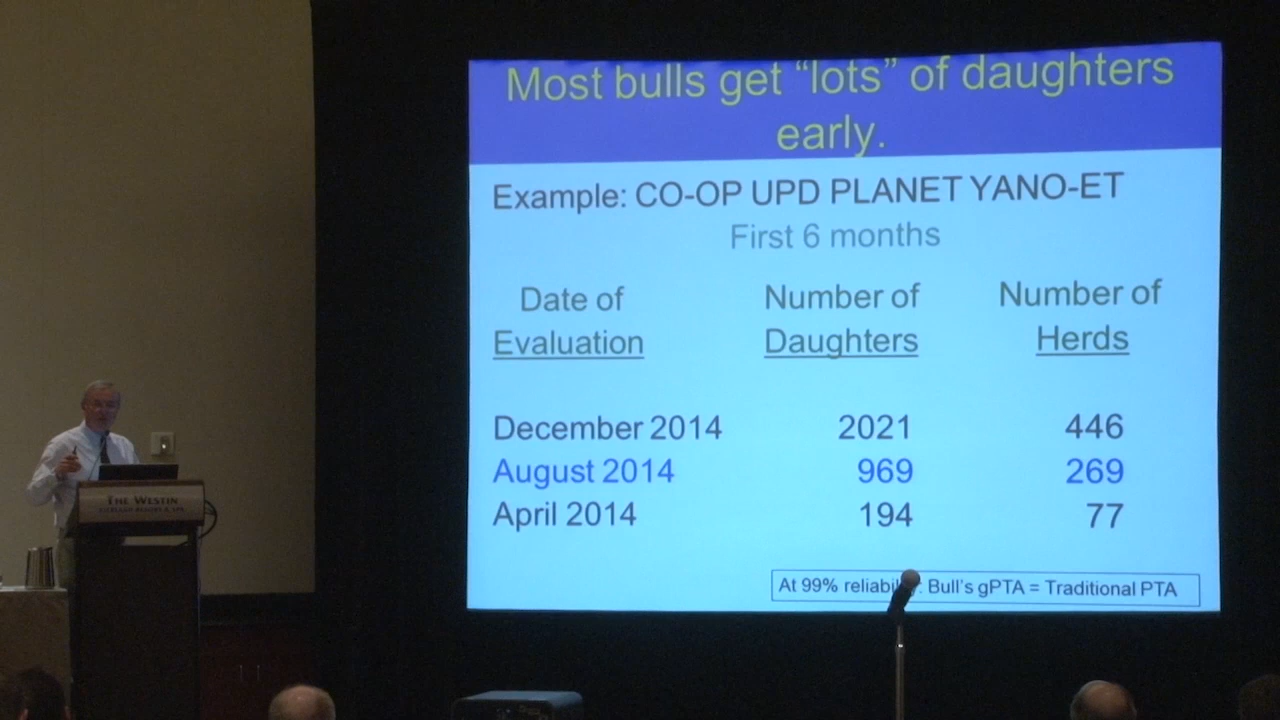 Most bulls get “lots” of daughters
early.
Example: CO-OP UPD PLANET YANO-ET
First 6 months
Date of Number of Number of
Evaluation Daughters Herds
December 2014 2021 446
August 2014 969 269
April 2014 194 77
At 99% Bull's gPTA = Traditional PTA
THE WESTIN